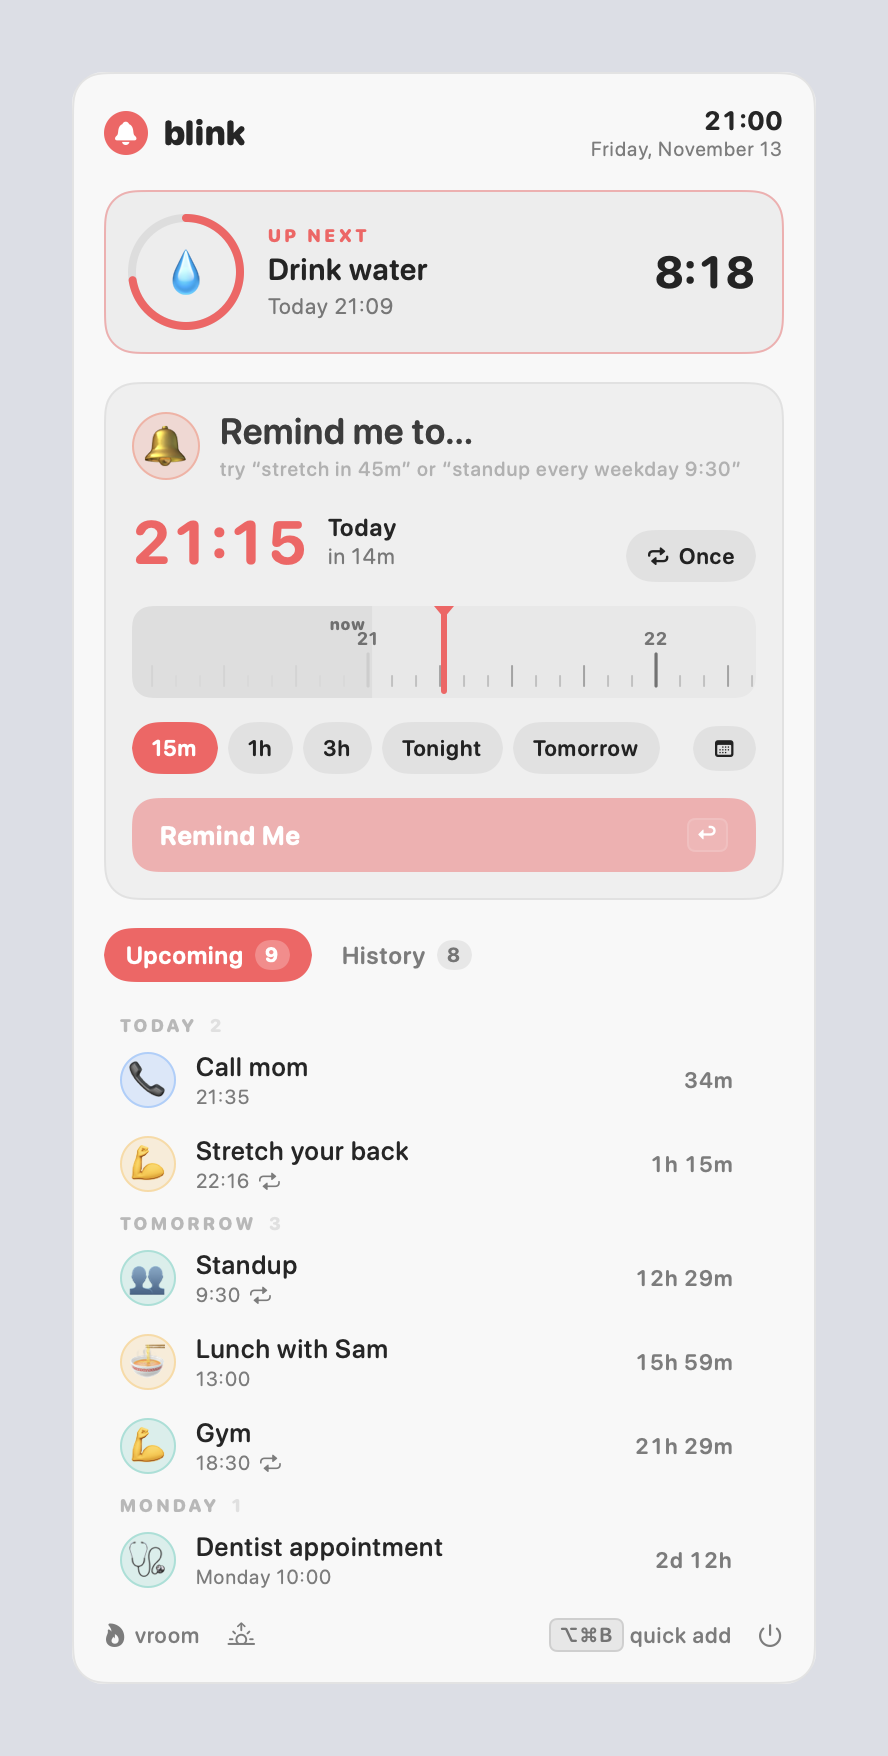 blink
21:00
Friday, November 13
UP NEXT
Drink water
Today 21:09
8:18
Remind me to...
try “stretch in 45m” or “standup every weekday 9:30”
21:15
Today
in 14m
Once
now
21
22
15m 1h 3h Tonight Tomorrow
Remind Me
Upcoming 9 History 8
TODAY 2
Call mom
21:35
34m
Stretch your back
22:16
1h 15m
TOMORROW 3
Standup
9:30
12h 29m
Lunch with Sam
13:00
15h 59m
Gym
18:30
21h 29m
MONDAY 1
Dentist appointment
Monday 10:00
2d 12h
vroom
⌥⌘B quick add